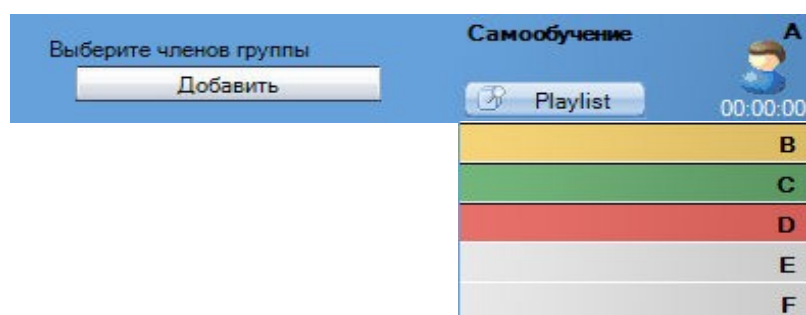 Выберите членов группы
Добавить
Самообучение A
Playlist
00:00:00
B
C
D
E
F